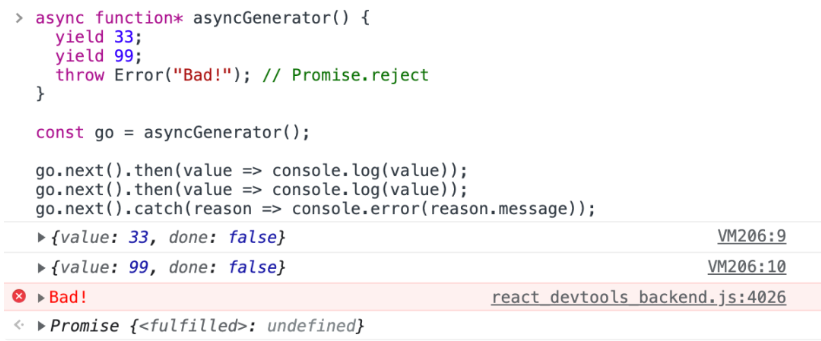 async function* asyncGenerator() {
yield 33;
yield 99;
throw Error("Bad!"); // Promise.reject
}
const go = asyncGenerator();
go.next().then(value => console.log(value));
go.next().then(value => console.log(value));
go.next().catch(reason => console.error(reason.message));
{value: 33, done: false} VM206:9
{value: 99, done: false} VM206:10
Bad! react_devtools_backend.js:4026
Promise {<fulfilled>: undefined}